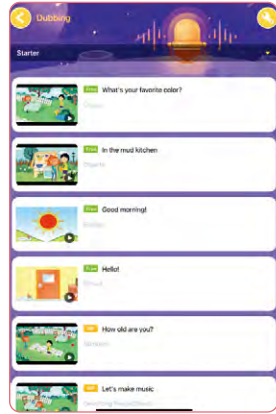 Dubbing
Starter
Free What's your favorite color?
Colors
Free In the mud kitchen
Objects
Free Good morning!
Free Hello!
School
How old are you?
Numbers
Let's make music